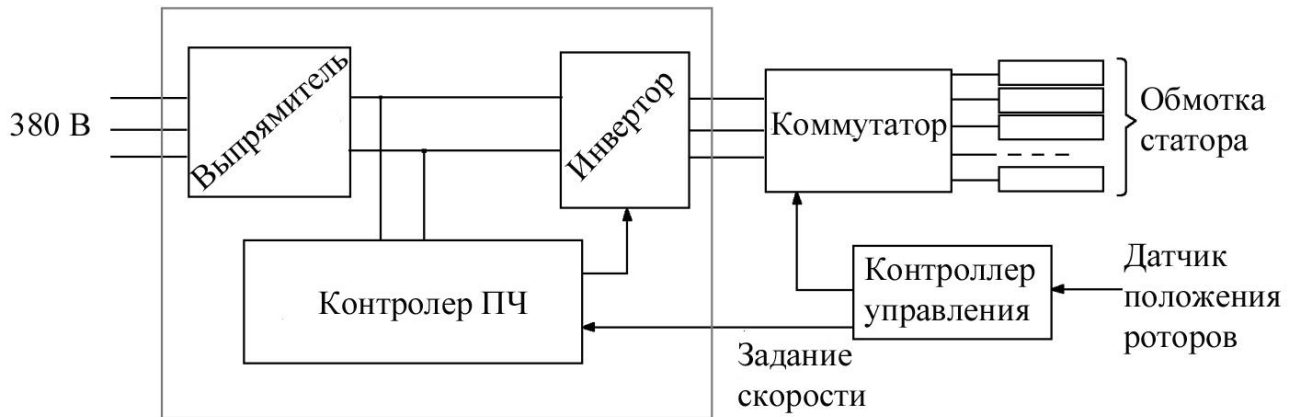 380 В
Выпрямитель
Инвертор
Коммутатор
Обмотка
статора
Контролер ПЧ
Контроллер
управления
Датчик
положения
роторов
Задание
скорости